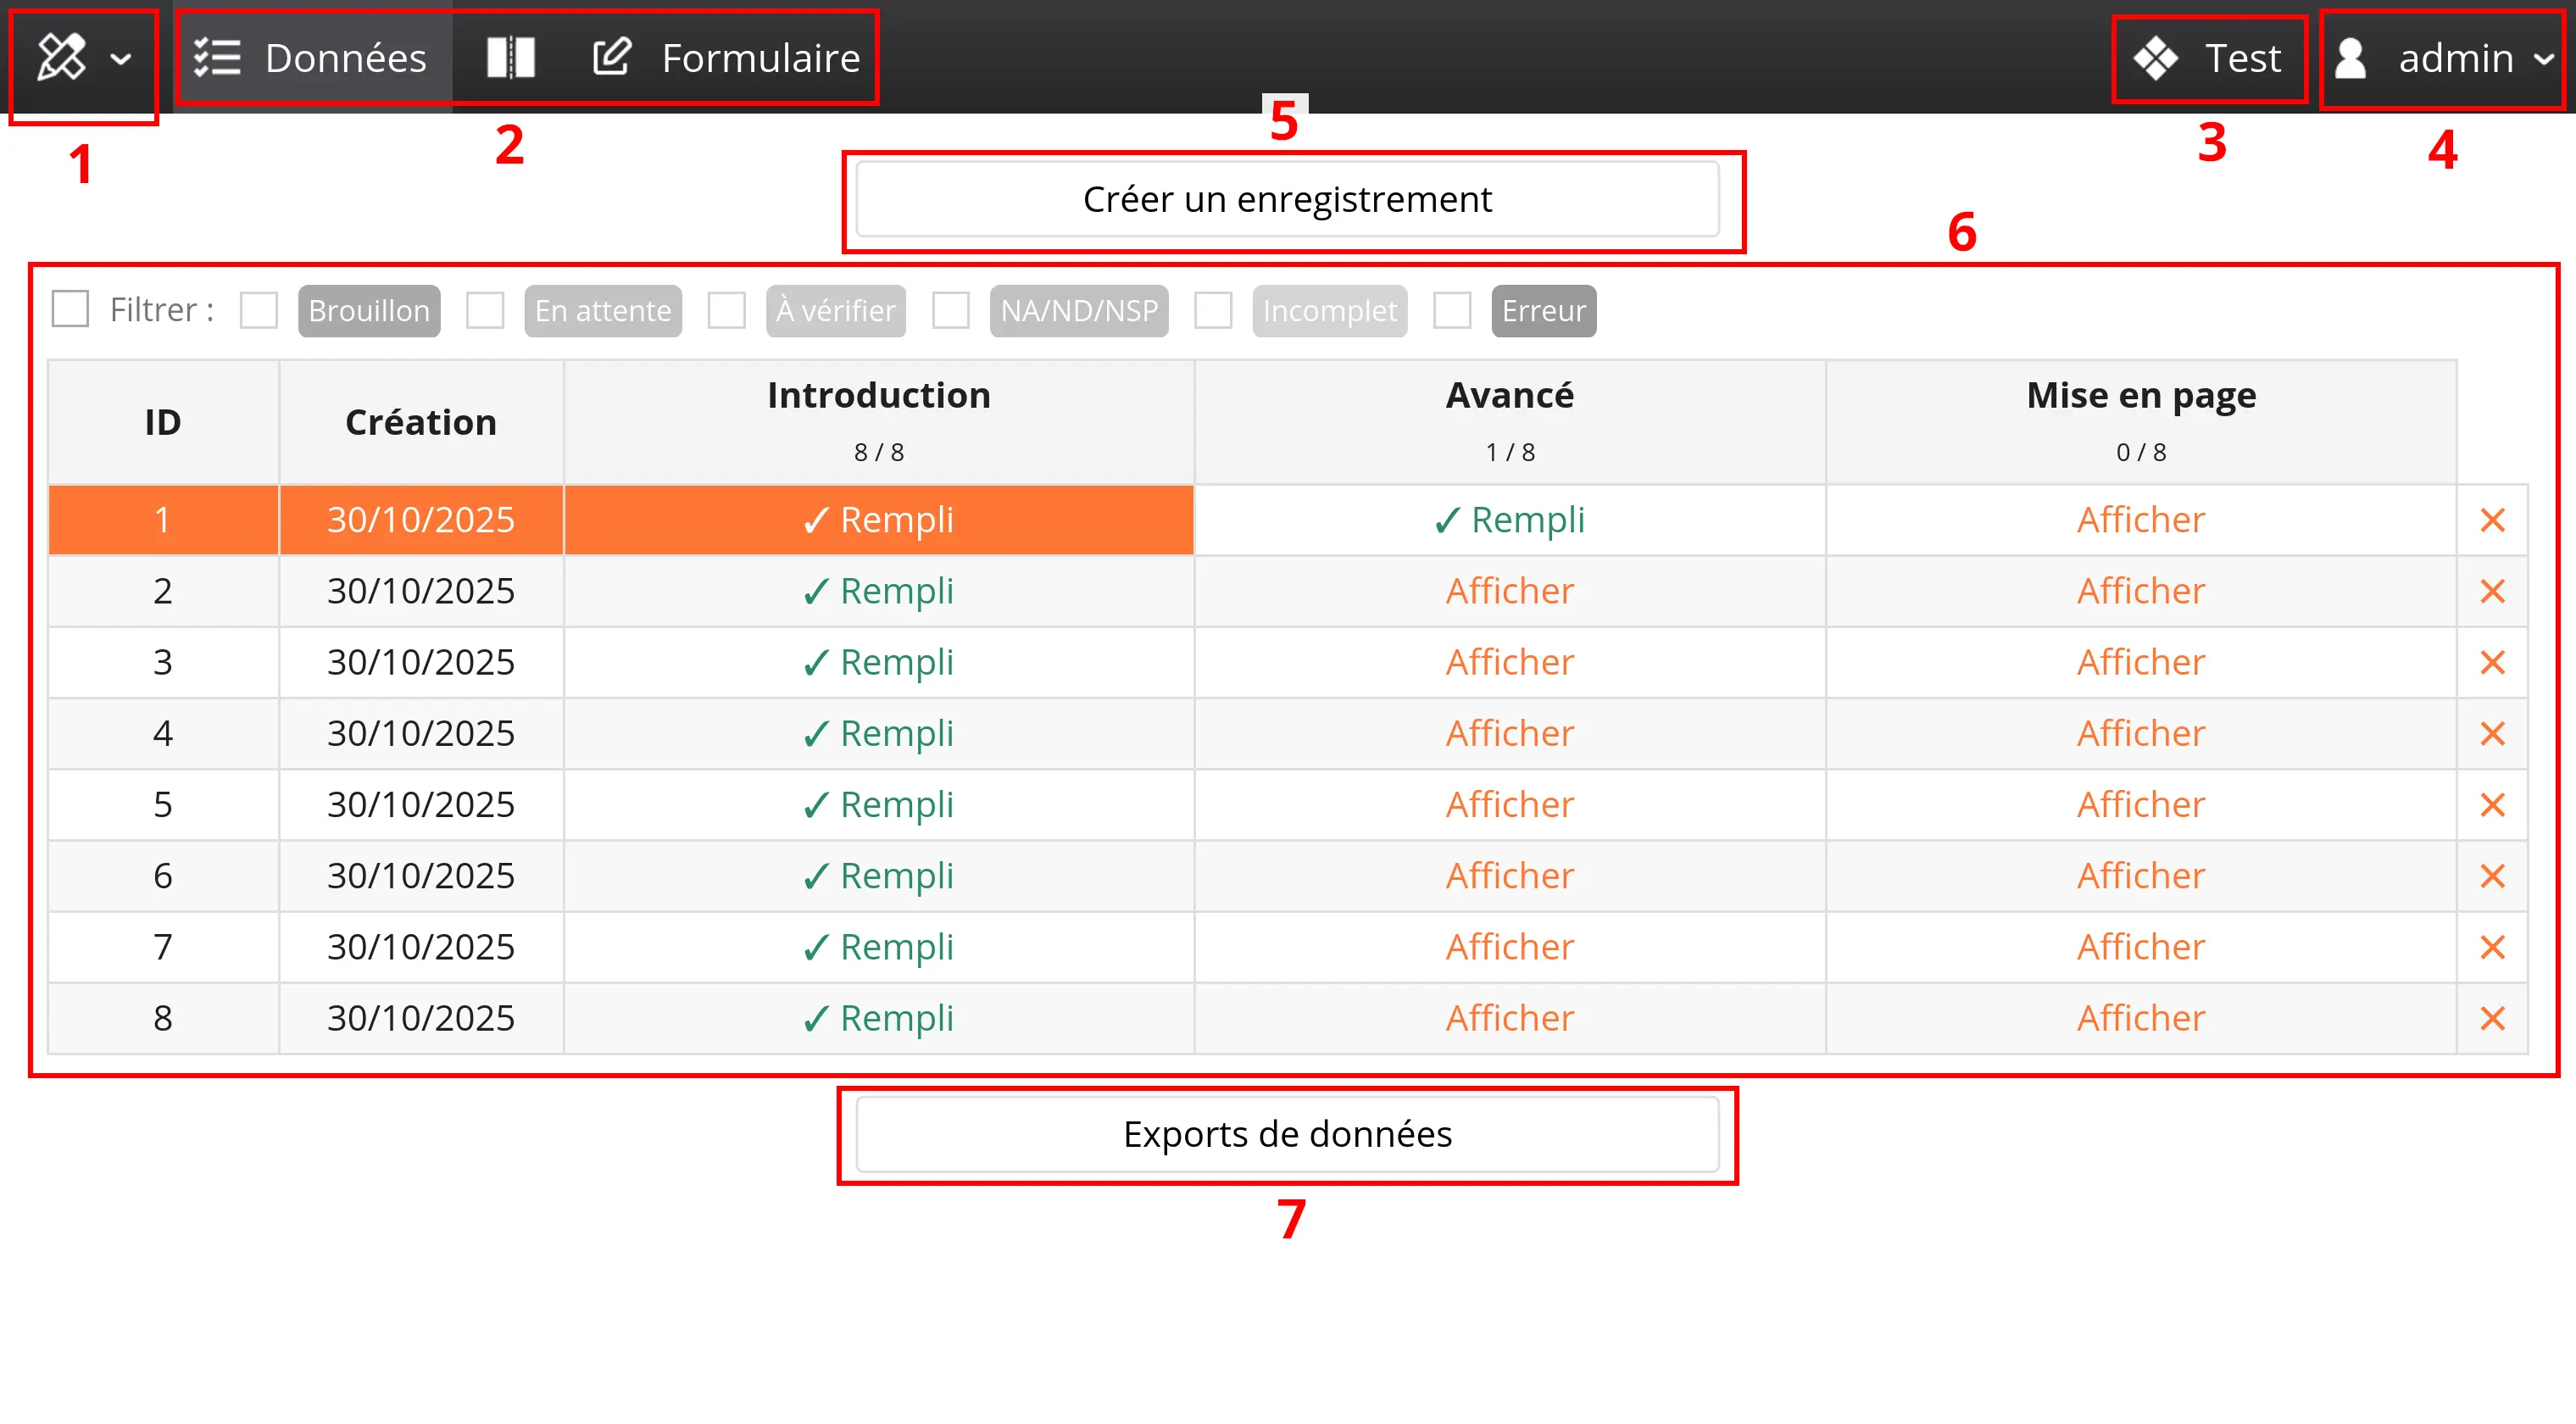 Données Formulaire Test admin
1 2 5 3 4
Créer un enregistrement
6
Filtrer : Brouillon En attente À vérifier NA/ND/NSP Incomplet Erreur
ID Création Introduction Avancé Mise en page
8 / 8 1 / 8 0 / 8
1 30/10/2025 ✓ Rempli ✓ Rempli Afficher ✕
2 30/10/2025 ✓ Rempli Afficher Afficher ✕
3 30/10/2025 ✓ Rempli Afficher Afficher ✕
4 30/10/2025 ✓ Rempli Afficher Afficher ✕
5 30/10/2025 ✓ Rempli Afficher Afficher ✕
6 30/10/2025 ✓ Rempli Afficher Afficher ✕
7 30/10/2025 ✓ Rempli Afficher Afficher ✕
8 30/10/2025 ✓ Rempli Afficher Afficher ✕
Exports de données
7